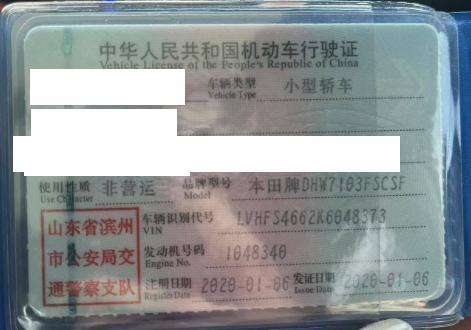 中华人民共和国机动车行驶证
Vehicle License of the People's Republic of China
车辆类型 小型轿车
Vehicle Type
使用性质 非营运 品牌型号 本田牌DHW7103FSCSF
Use Character Model
山东省滨州
市公安局交
通警察支队
车辆识别代号 LVHFS4662K6048373
VIN
发动机号码 1048340
Engine No.
注册日期 2020-01-06 发证日期 2020-01-06
Register Date Issue Date